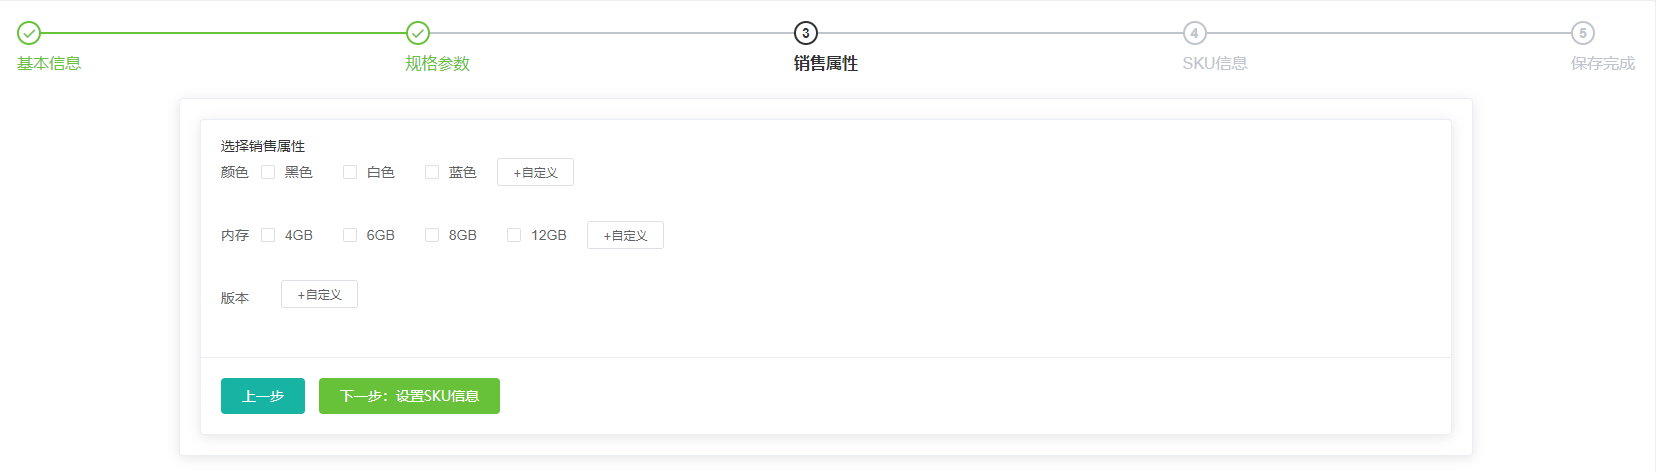 3 4 5
基本信息 规格参数 销售属性 SKU信息 保存完成
选择销售属性
颜色 黑色 白色 蓝色 +自定义
内存 4GB 6GB 8GB 12GB +自定义
版本 +自定义
上一步 下一步：设置SKU信息